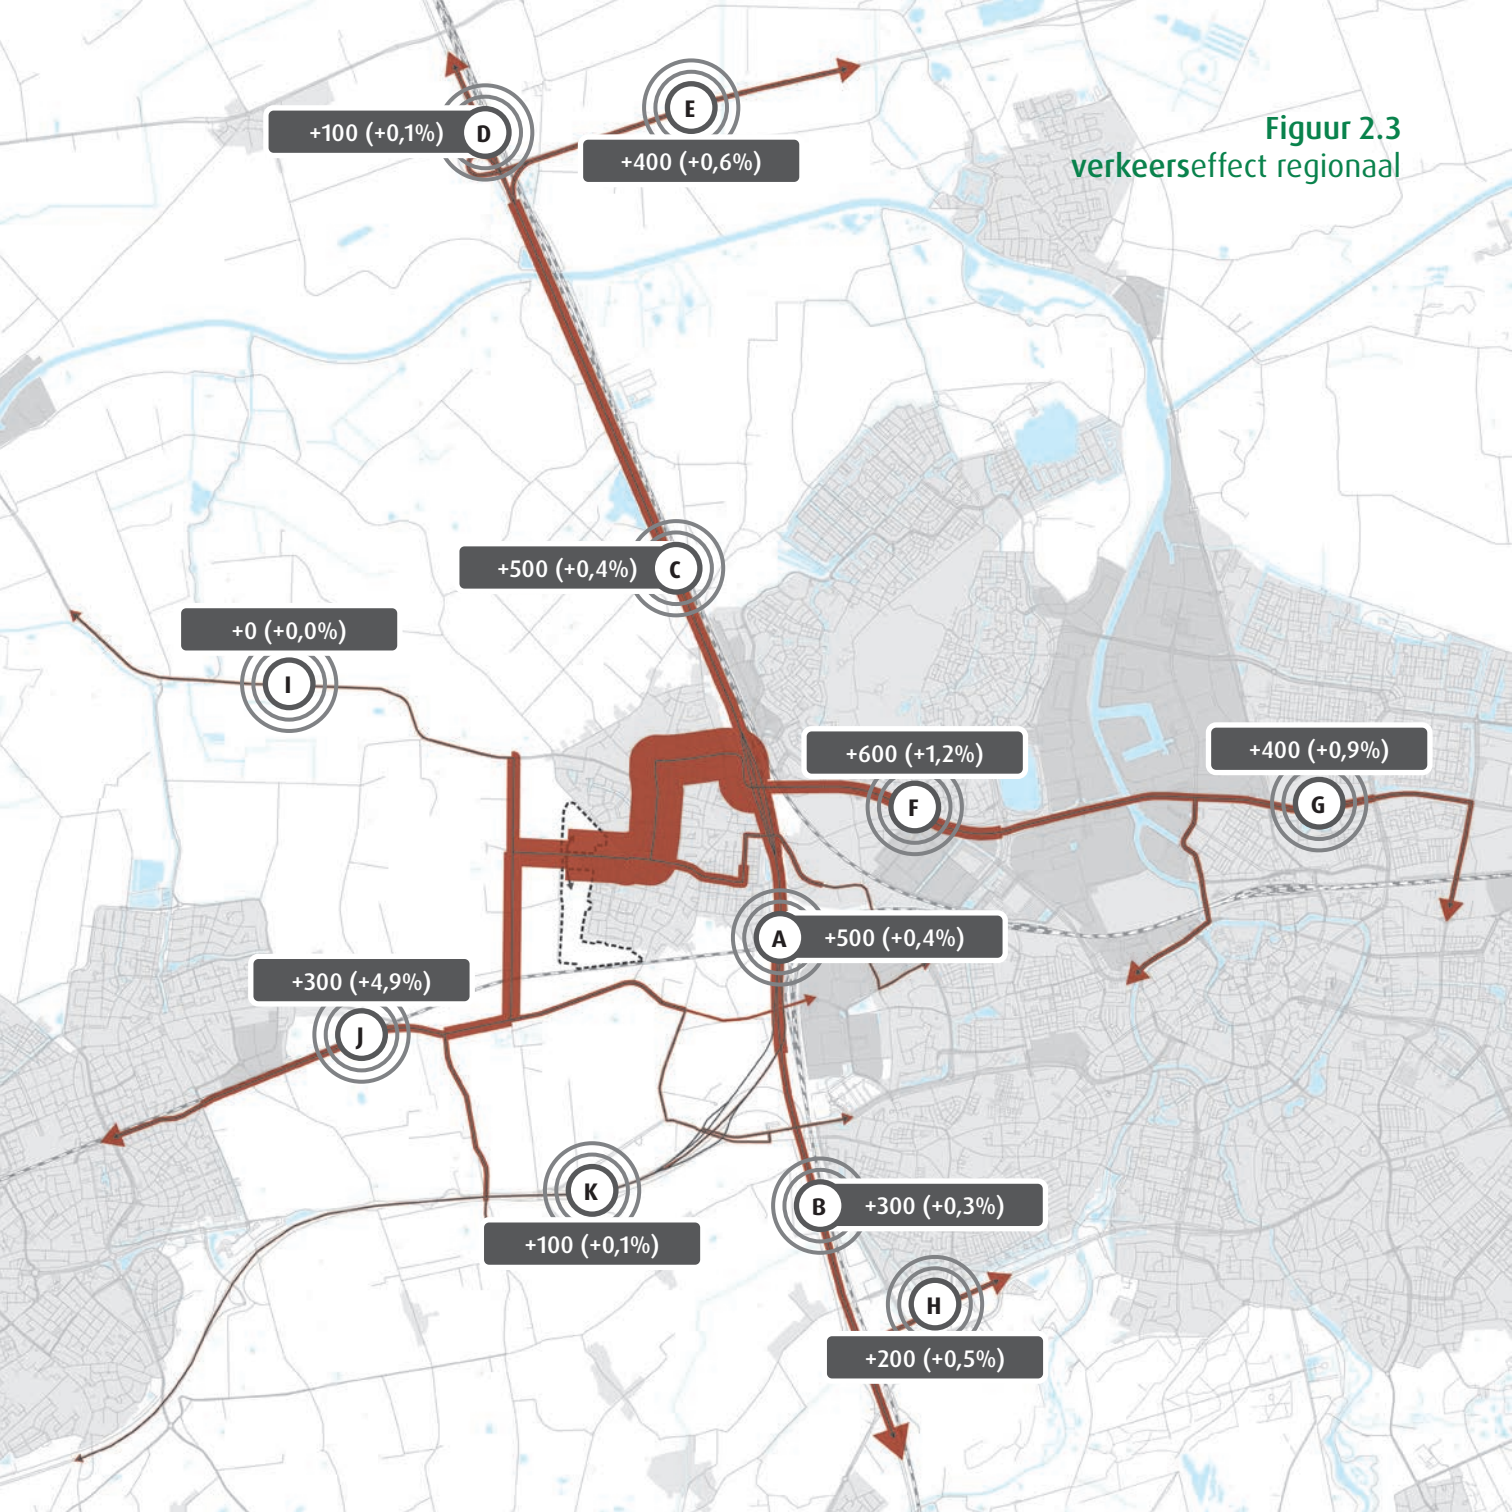 E
D
+100 (+0,1%)
Figuur 2.3
+400 (+0,6%)
verkeerseffect regionaal
+500 (+0,4%)
C
+0 (+0,0%)
I
+600 (+1,2%)
+400 (+0,9%)
F
G
A
+500 (+0,4%)
+300 (+4,9%)
J
K
B
+300 (+0,3%)
+100 (+0,1%)
H
+200 (+0,5%)